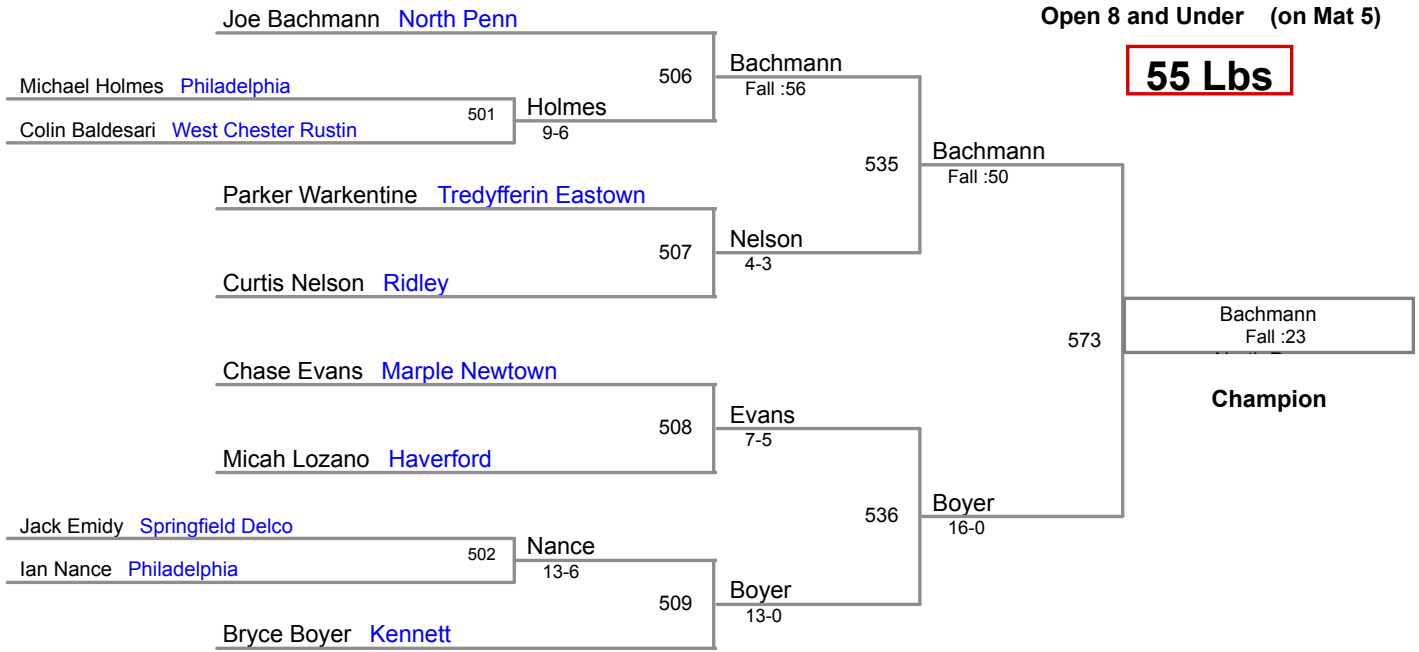 Joe Bachmann North Penn
Open 8 and Under (on Mat 5)
55 Lbs
506
Bachmann
Fall :56
Michael Holmes Philadelphia
501
Holmes
9-6
Colin Baldesari West Chester Rustin
535
Bachmann
Fall :50
Parker Warkentine Tredyfferin Eastown
507
Nelson
4-3
Curtis Nelson Ridley
573
Bachmann
Fall :23
Champion
Chase Evans Marple Newtown
508
Evans
7-5
Micah Lozano Haverford
536
Boyer
16-0
Jack Emidy Springfield Delco
502
Nance
13-6
Ian Nance Philadelphia
509
Boyer
13-0
Bryce Boyer Kennett